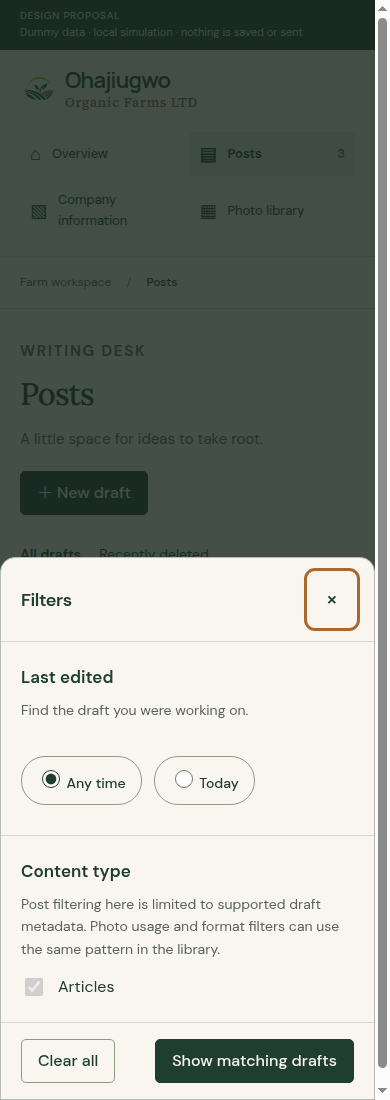 DESIGN PROPOSAL
Dummy data · local simulation · nothing is saved or sent
Ohajiugwo
Organic Farms LTD
Overview
Posts 3
Company
information
Photo library
Farm workspace / Posts
WRITING DESK
Posts
A little space for ideas to take root.
+ New draft
All drafts Recently deleted
Filters
×
Last edited
Find the draft you were working on.
Any time Today
Content type
Post filtering here is limited to supported draft
metadata. Photo usage and format filters can use
the same pattern in the library.
Articles
Clear all Show matching drafts